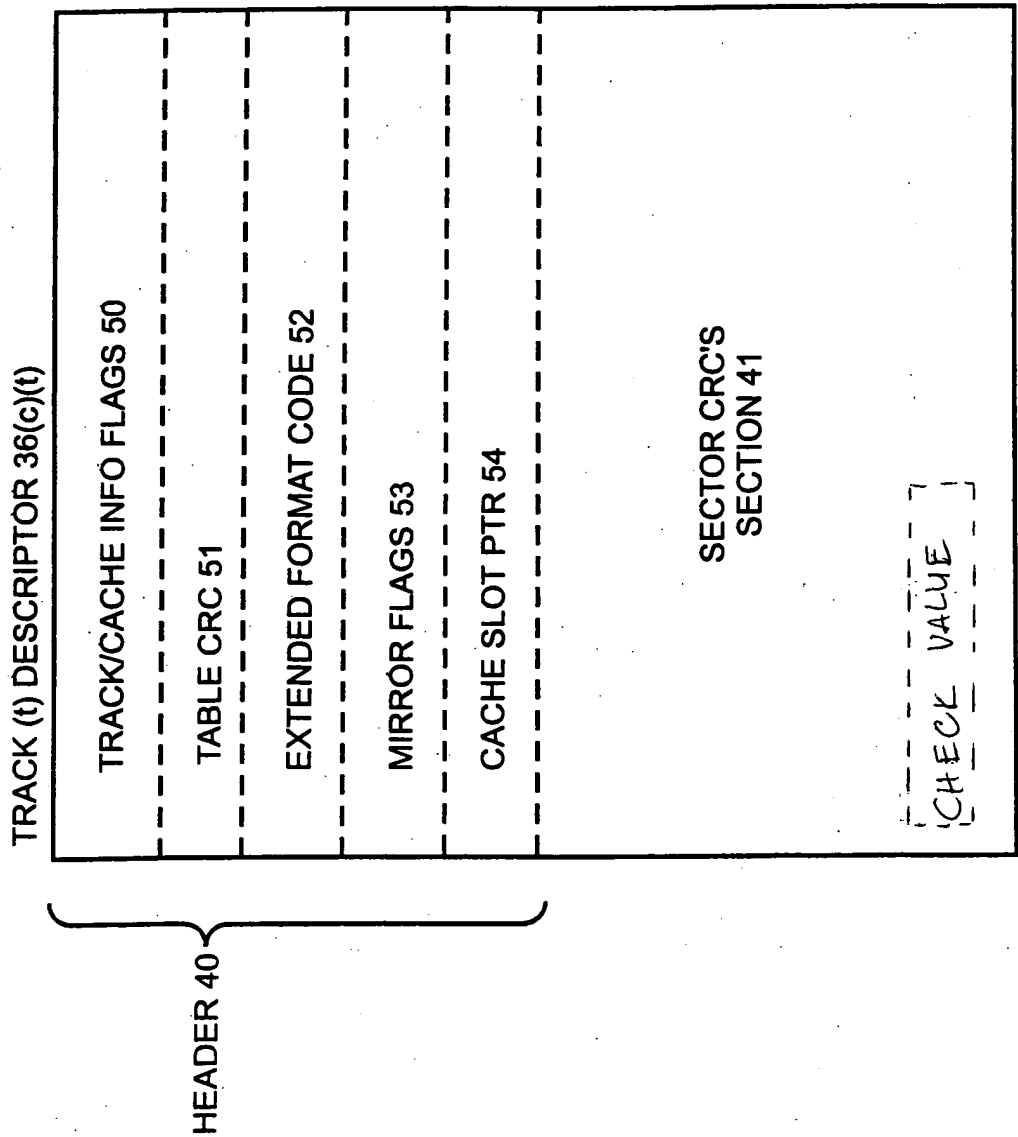 TRACK (t) DESCRIPTOR 36(c)(t)
HEADER 40
TRACK/CACHE INFO FLAGS 50
TABLE CRC 51
EXTENDED FORMAT CODE 52
MIRROR FLAGS 53
CACHE SLOT PTR 54
SECTOR CRC'S
SECTION 41
CHECK VALUE